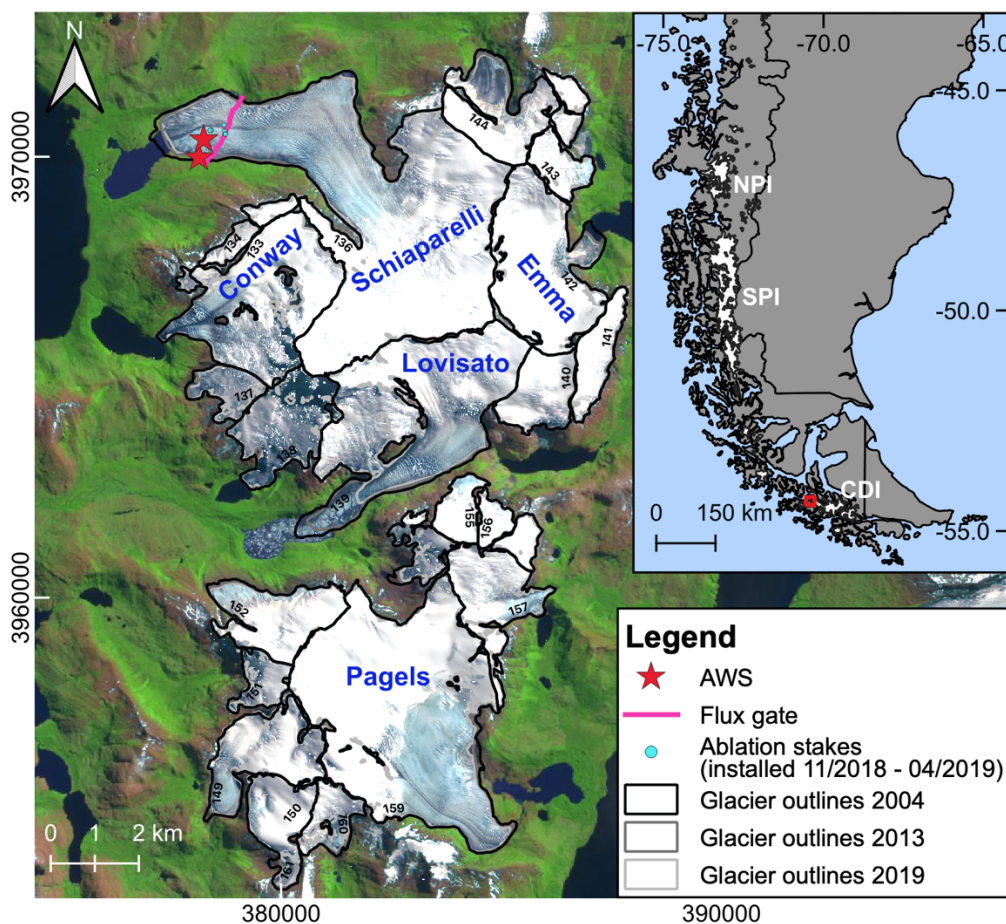 N
3970000
3960000
380000
390000
144
143
134
133
136
Conway
Schiaparelli
Emma
142
141
Lovisato
140
137
138
139
155
156
152
157
Pagels
151
149
150
159
160
161
0 1 2 km
-75.0
-70.0
-65.0
-45.0
NPI
SPI
-50.0
CDI
0 150 km
-55.0
Legend
AWS
Flux gate
Ablation stakes
(installed 11/2018 - 04/2019)
Glacier outlines 2004
Glacier outlines 2013
Glacier outlines 2019